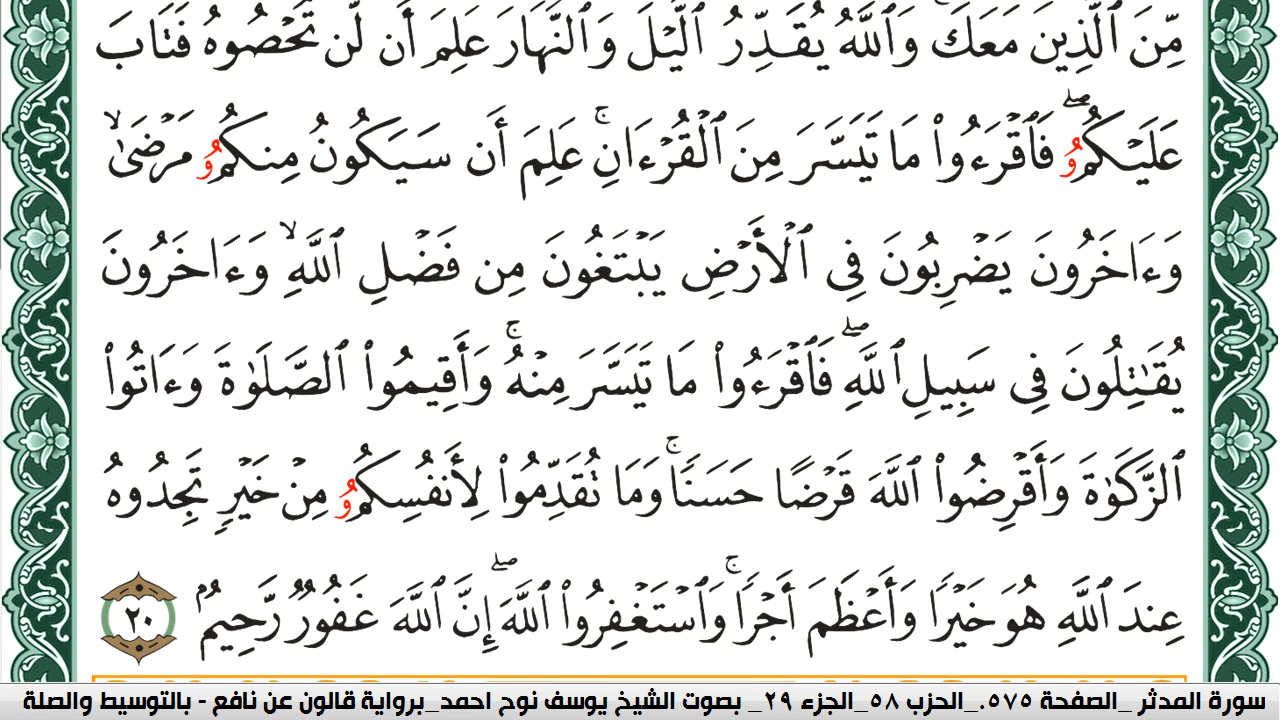 مِّنَ ٱلَّذِينَ مَعَكَۚ وَٱللَّهُ يُقَدِّرُ ٱلَّيْلَ وَٱلنَّهَارَ عَلِمَ أَن لَّن تُحْصُوهُ فَتَابَ
عَلَيْكُمُۥۖ فَٱقْرَءُواْ مَا تَيَسَّرَ مِنَ ٱلْقُرْءَانِۚ عَلِمَ أَن سَيَكُونُ مِنكُمُۥ مَرْضَىٰۙ
وَءَاخَرُونَ يَضْرِبُونَ فِى ٱلْأَرْضِ يَبْتَغُونَ مِن فَضْلِ ٱللَّهِۙ وَءَاخَرُونَ
يُقَٰتِلُونَ فِى سَبِيلِ ٱللَّهِۖ فَٱقْرَءُواْ مَا تَيَسَّرَ مِنْهُۚ وَأَقِيمُواْ ٱلصَّلَوٰةَ وَءَاتُواْ
ٱلزَّكَوٰةَ وَأَقْرِضُواْ ٱللَّهَ قَرْضًا حَسَنًاۚ وَمَا تُقَدِّمُواْ لِأَنفُسِكُمُۥ مِنْ خَيْرٍ تَجِدُوهُ
عِندَ ٱللَّهِ هُوَ خَيْرًا وَأَعْظَمَ أَجْرًاۚ وَٱسْتَغْفِرُواْ ٱللَّهَۖ إِنَّ ٱللَّهَ غَفُورٌ رَّحِيمٌۢ ٢٠
سورة المدثر _الصفحة ٥٧٥._الحزب ٥٨_الجزء ٢٩_ بصوت الشيخ يوسف نوح احمد_برواية قالون عن نافع - بالتوسيط والصلة